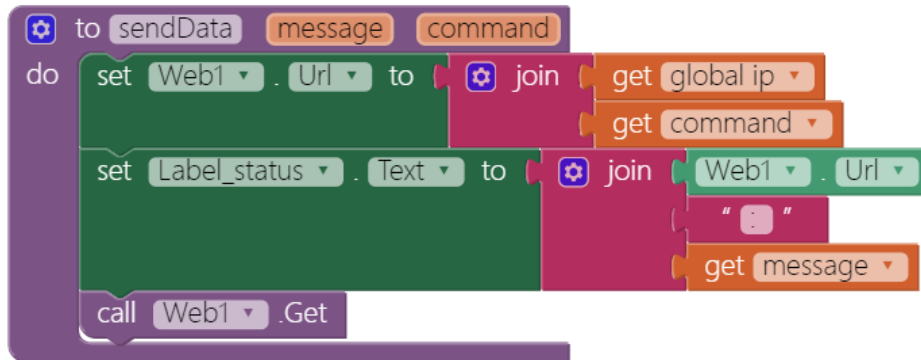 to sendData message command
do set Web1 . Url to join get global ip
get command
set Label_status . Text to join Web1 . Url
" : "
get message
call Web1 .Get